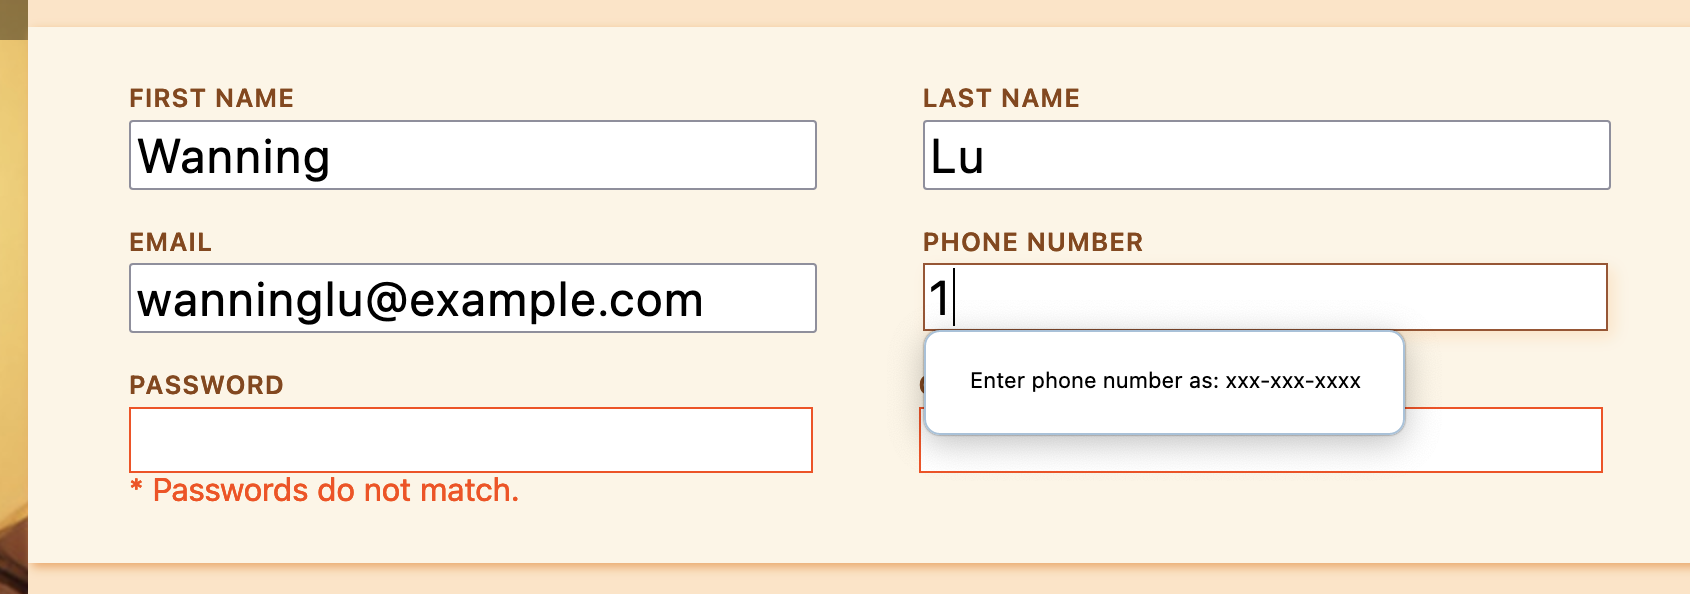 FIRST NAME
LAST NAME
Wanning
Lu
EMAIL
PHONE NUMBER
wanninglu@example.com
1
PASSWORD
Enter phone number as: xxx-xxx-xxxx
* Passwords do not match.